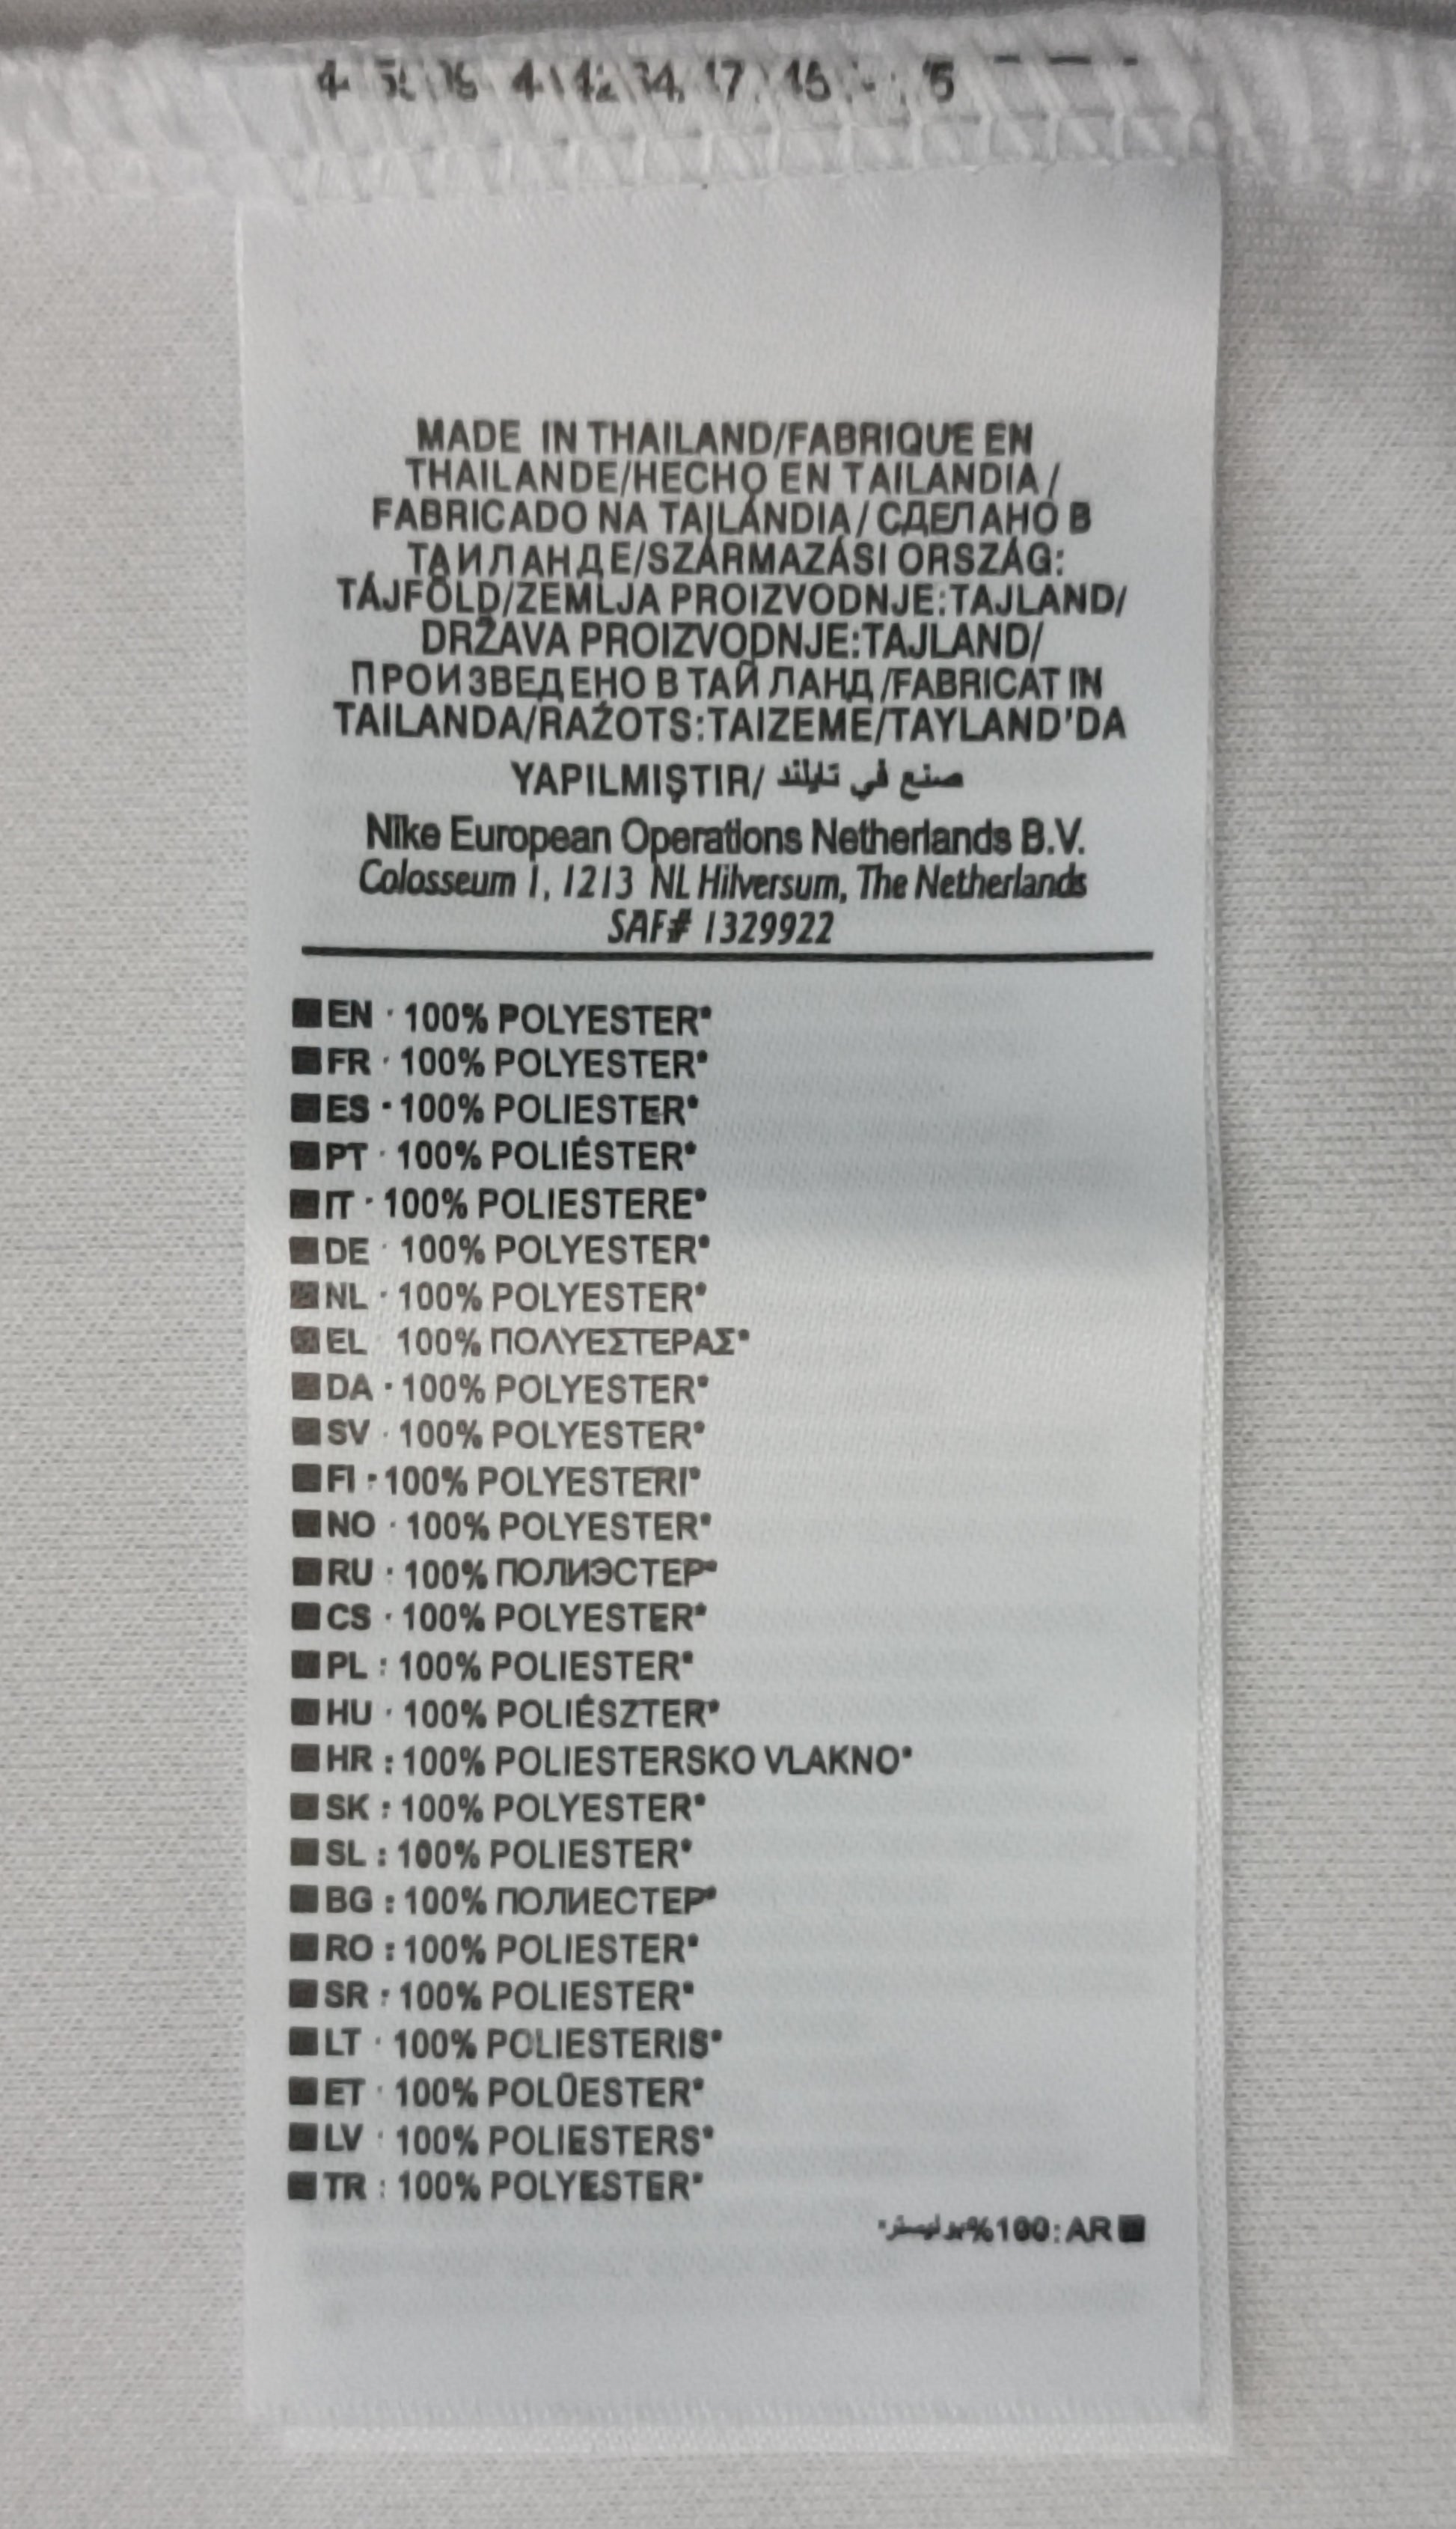 MADE IN THAILAND/FABRIQUE EN
THAILANDE/HECHO EN TAILANDIA/
FABRICADO NA TAILÂNDIA/СДЕЛАНО В
ТАИЛАНДЕ/SZÁRMAZÁSI ORSZÁG:
TÁJFÖLD/ZEMLJA PROIZVODNJE:TAJLAND/
DRŽAVA PROIZVODNJE:TAJLAND/
ПРОИЗВЕДЕНО В ТАЙЛАНД/FABRICAT IN
TAILANDA/RAŽOTS:TAIZEME/TAYLAND'DA
YAPILMIŞTIR/ صنع في تايلند
Nike European Operations Netherlands B.V.
Colosseum 1, 1213 NL Hilversum, The Netherlands
SAF# 1329922
EN : 100% POLYESTER*
FR : 100% POLYESTER*
ES : 100% POLIESTER*
PT : 100% POLIÉSTER*
IT : 100% POLIESTERE*
DE : 100% POLYESTER*
NL : 100% POLYESTER*
EL 100% ΠΟΛΥΕΣΤΕΡΑΣ*
DA : 100% POLYESTER*
SV : 100% POLYESTER*
FI : 100% POLYESTERI*
NO : 100% POLYESTER*
RU : 100% ПОЛИЭСТЕР*
CS : 100% POLYESTER*
PL : 100% POLIESTER*
HU : 100% POLIÉSZTER*
HR : 100% POLIESTERSKO VLAKNO*
SK : 100% POLYESTER*
SL : 100% POLIESTER*
BG : 100% ПОЛИЕСТЕР*
RO : 100% POLIESTER*
SR : 100% POLIESTER*
LT : 100% POLIESTERIS*
ET : 100% POLÜESTER*
LV : 100% POLIESTERS*
TR : 100% POLYESTER*
AR :100% بوليستر*